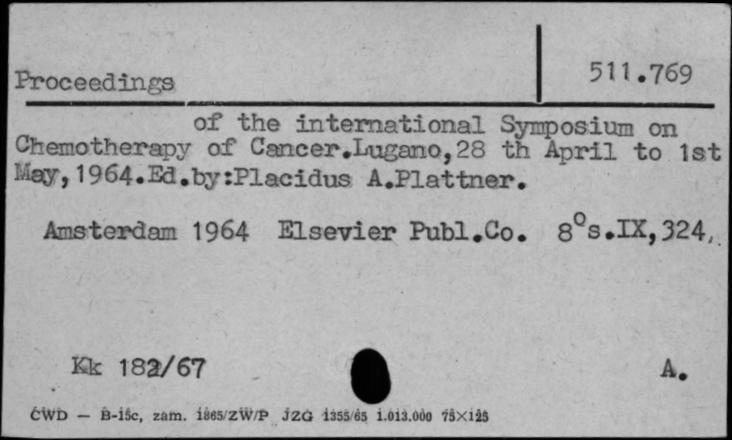 Proceedings 511.769
of the international Symposium on
Chemotherapy of Cancer.Lugano,28 th April to 1st
May,1964.Ed.by:Placidus A.Plattner.
Amsterdam 1964 Elsevier Publ.Co. 8°s.IX,324,.
Kk 182/67 A.
CWD — B-15c, zam. 1865/ZW/P JZG 1355/65 1.013.000 75×125